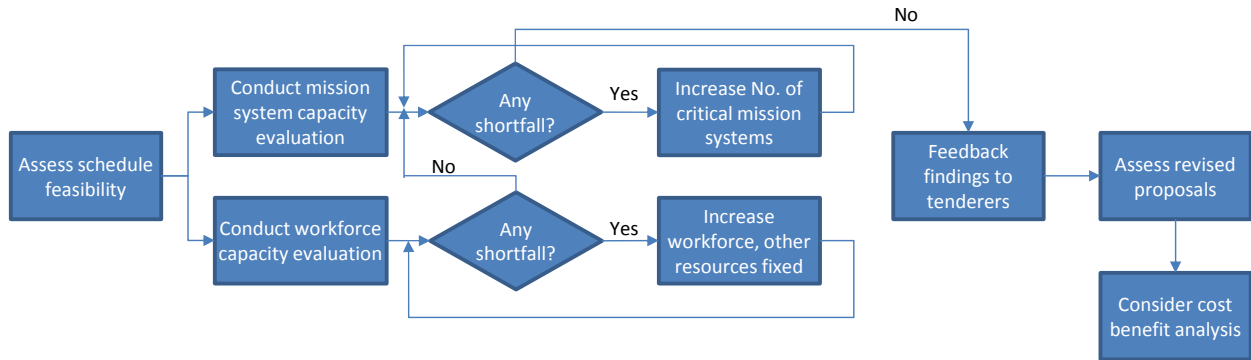 No
Conduct mission
system capacity
evaluation
Any
shortfall?
Yes
Increase No. of
critical mission
systems
Assess schedule
feasibility
No
Feedback
findings to
tenderers
Assess revised
proposals
Conduct workforce
capacity evaluation
Any
shortfall?
Yes
Increase
workforce, other
resources fixed
Consider cost
benefit analysis